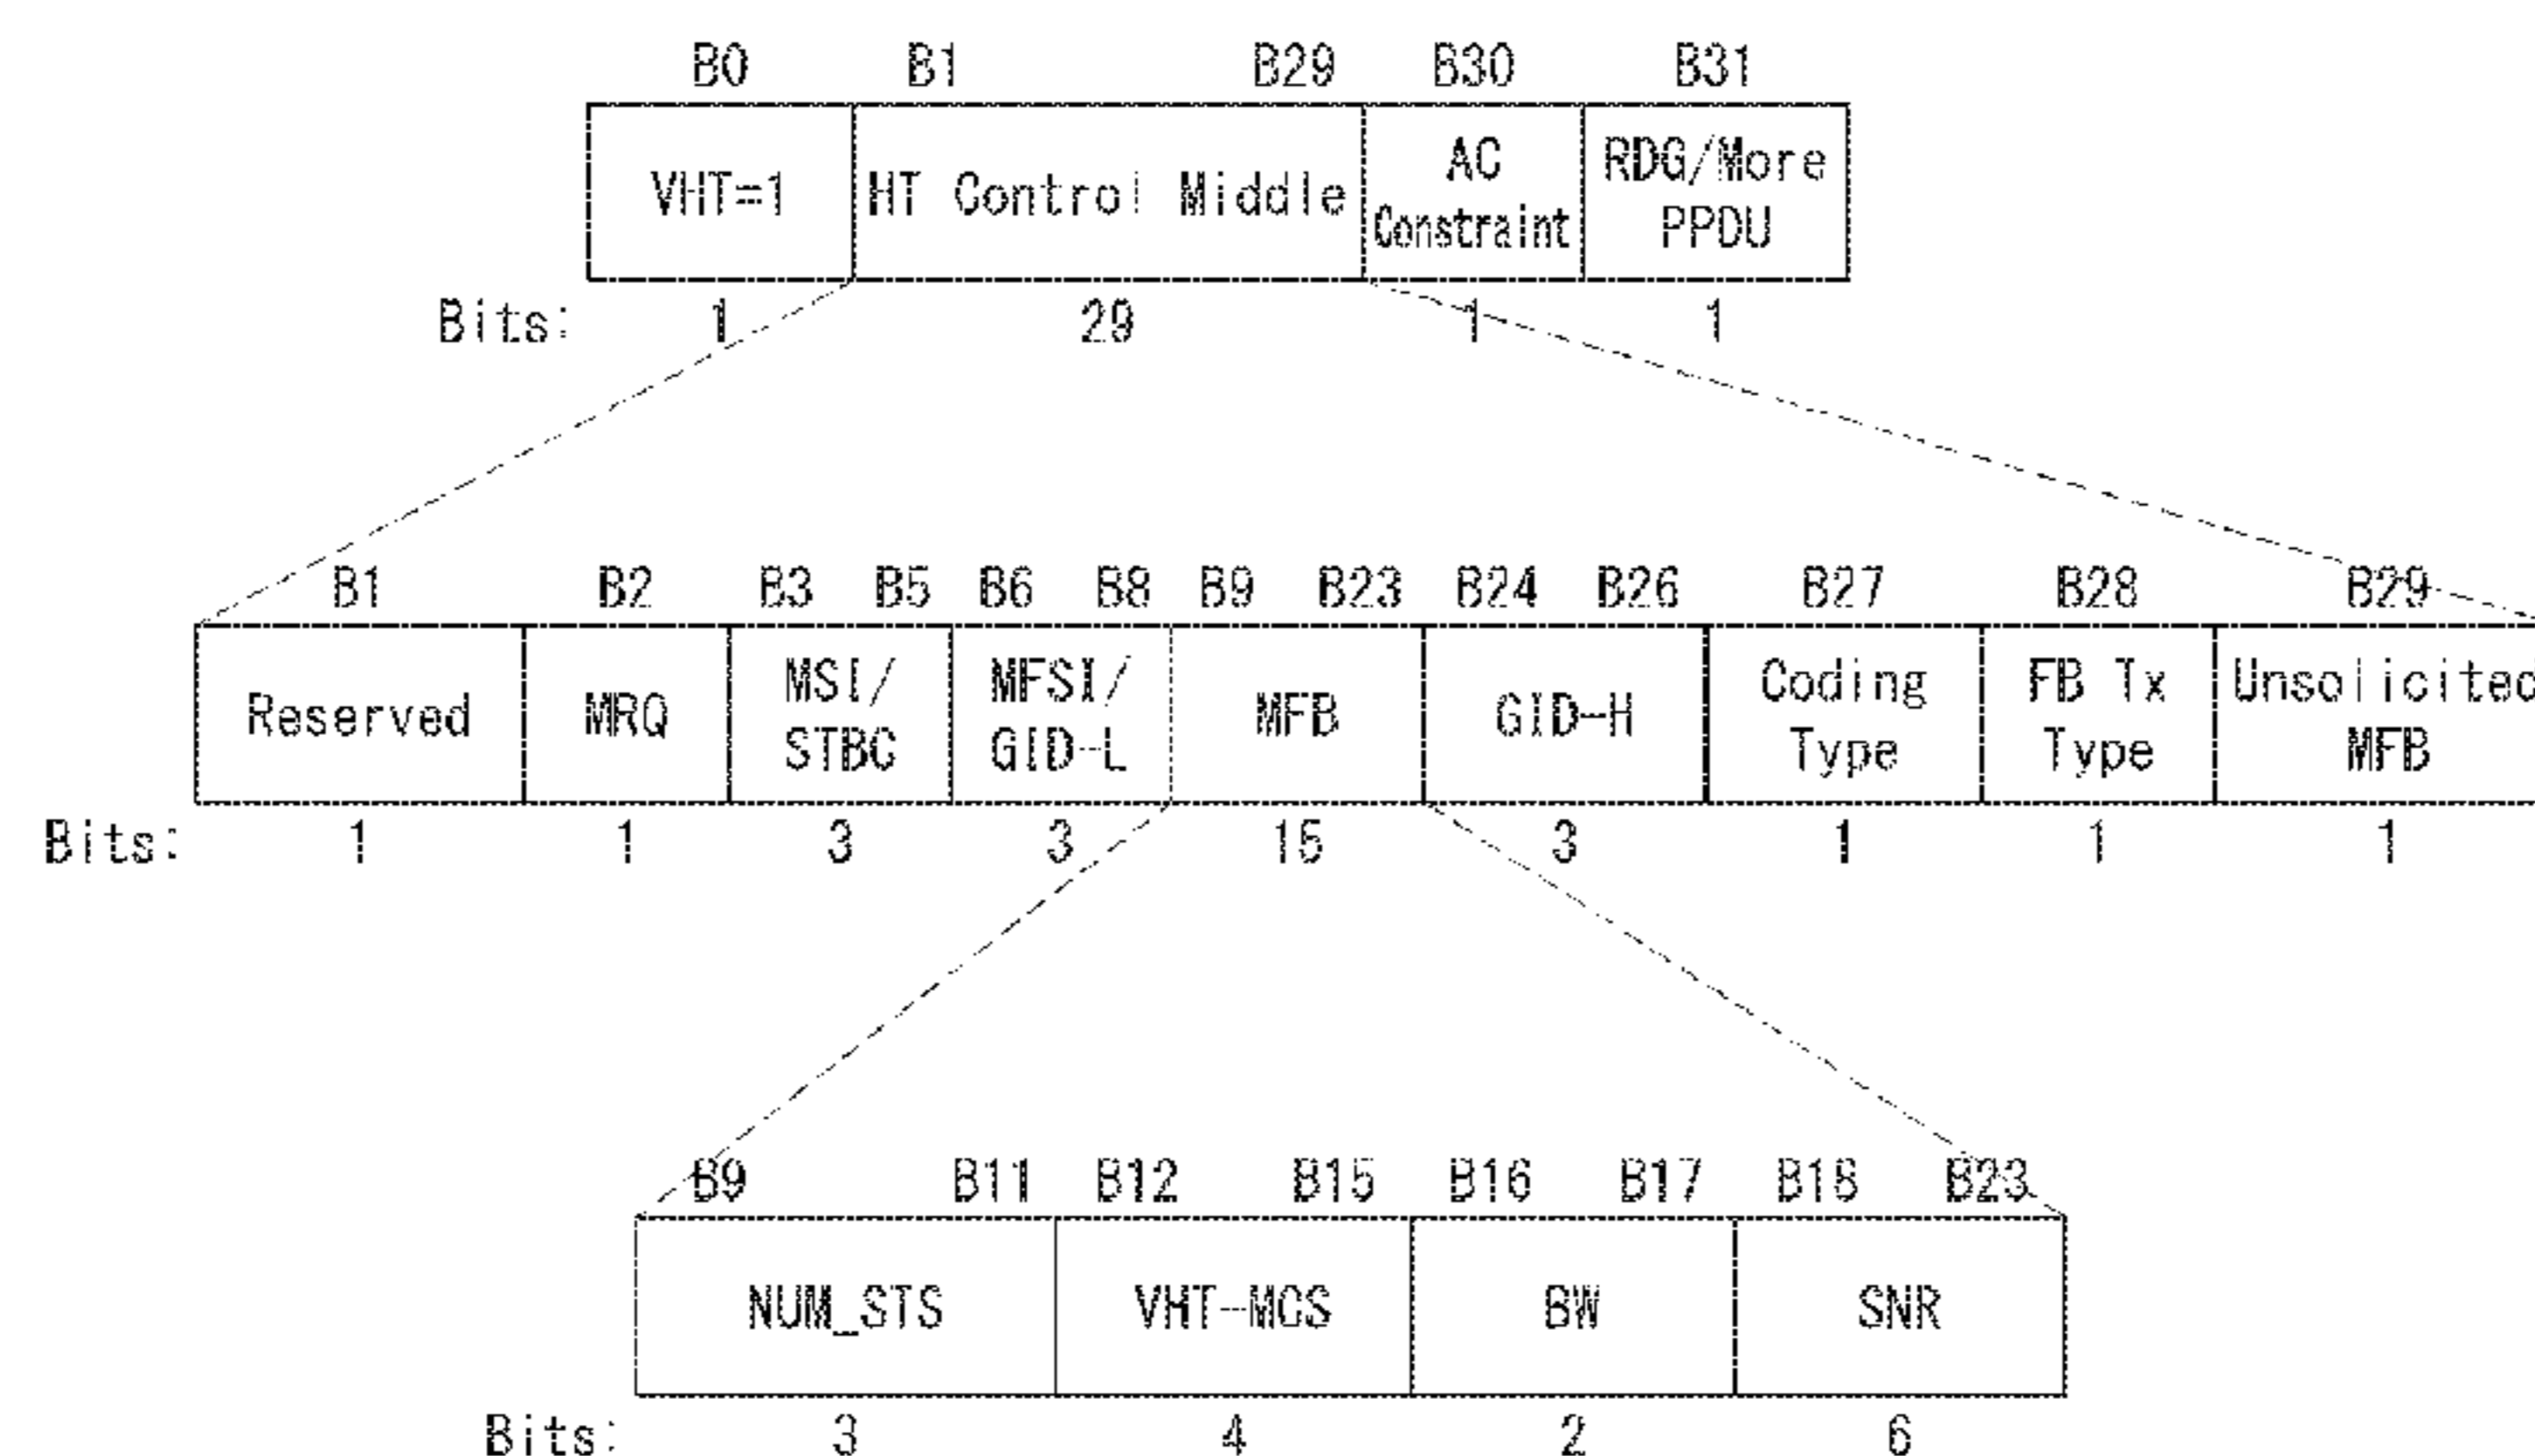 B0 B1 B29 B30 B31
VHT=1 HT Control Middle AC Constraint RDG/More PPDU
Bits: 1 29 1 1
B1 B2 B3 B5 B6 B8 B9 B23 B24 B26 B27 B28 B29
Reserved MRQ MSI/ STBC MFSI/ GID-L MFB GID-H Coding Type FB Tx Type Unsolicited MFB
Bits: 1 1 3 3 15 3 1 1 1
B9 B11 B12 B15 B16 B17 B18 B23
NUM_STS VHT-MCS BW SNR
Bits: 3 4 2 6